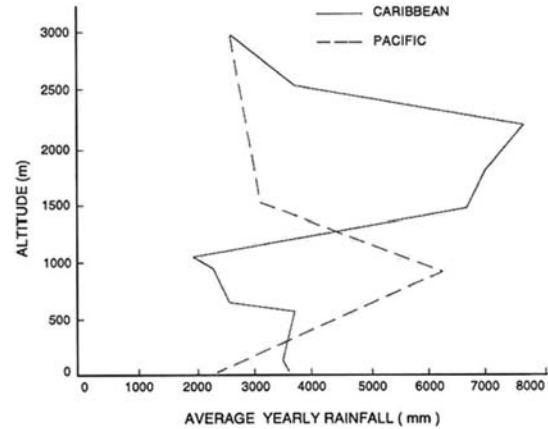 CARIBBEAN
PACIFIC
3000
2500
2000
1500
1000
500
0
ALTITUDE (m)
0 1000 2000 3000 4000 5000 6000 7000 8000
AVERAGE YEARLY RAINFALL ( mm )